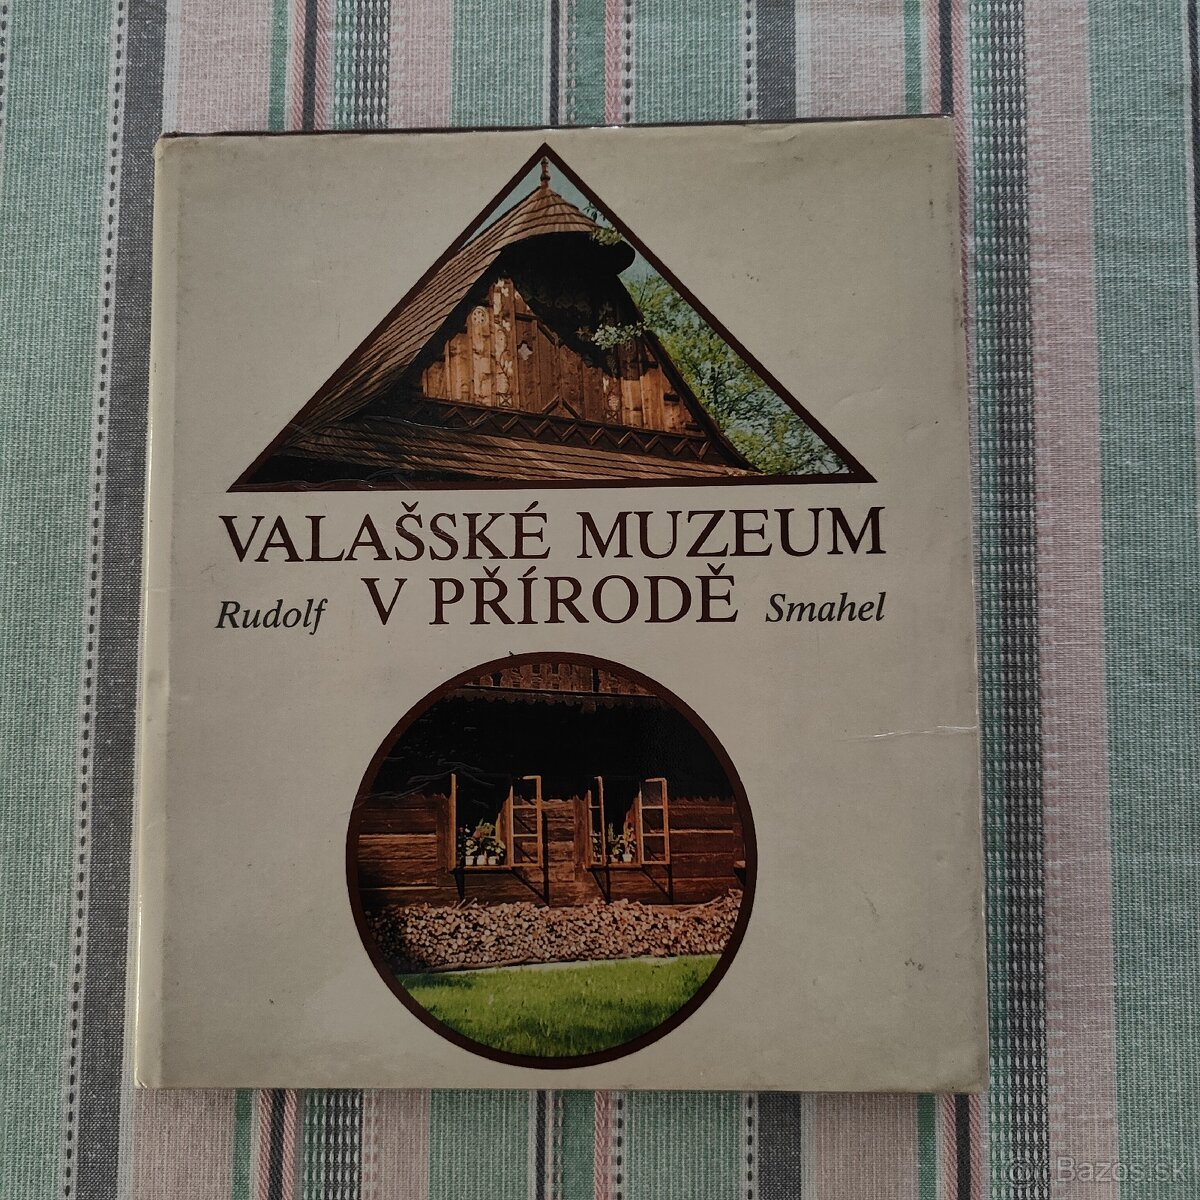 VALAŠSKÉ MUZEUM
Rudolf V PŘÍRODĚ Smahel
Bazos.sk